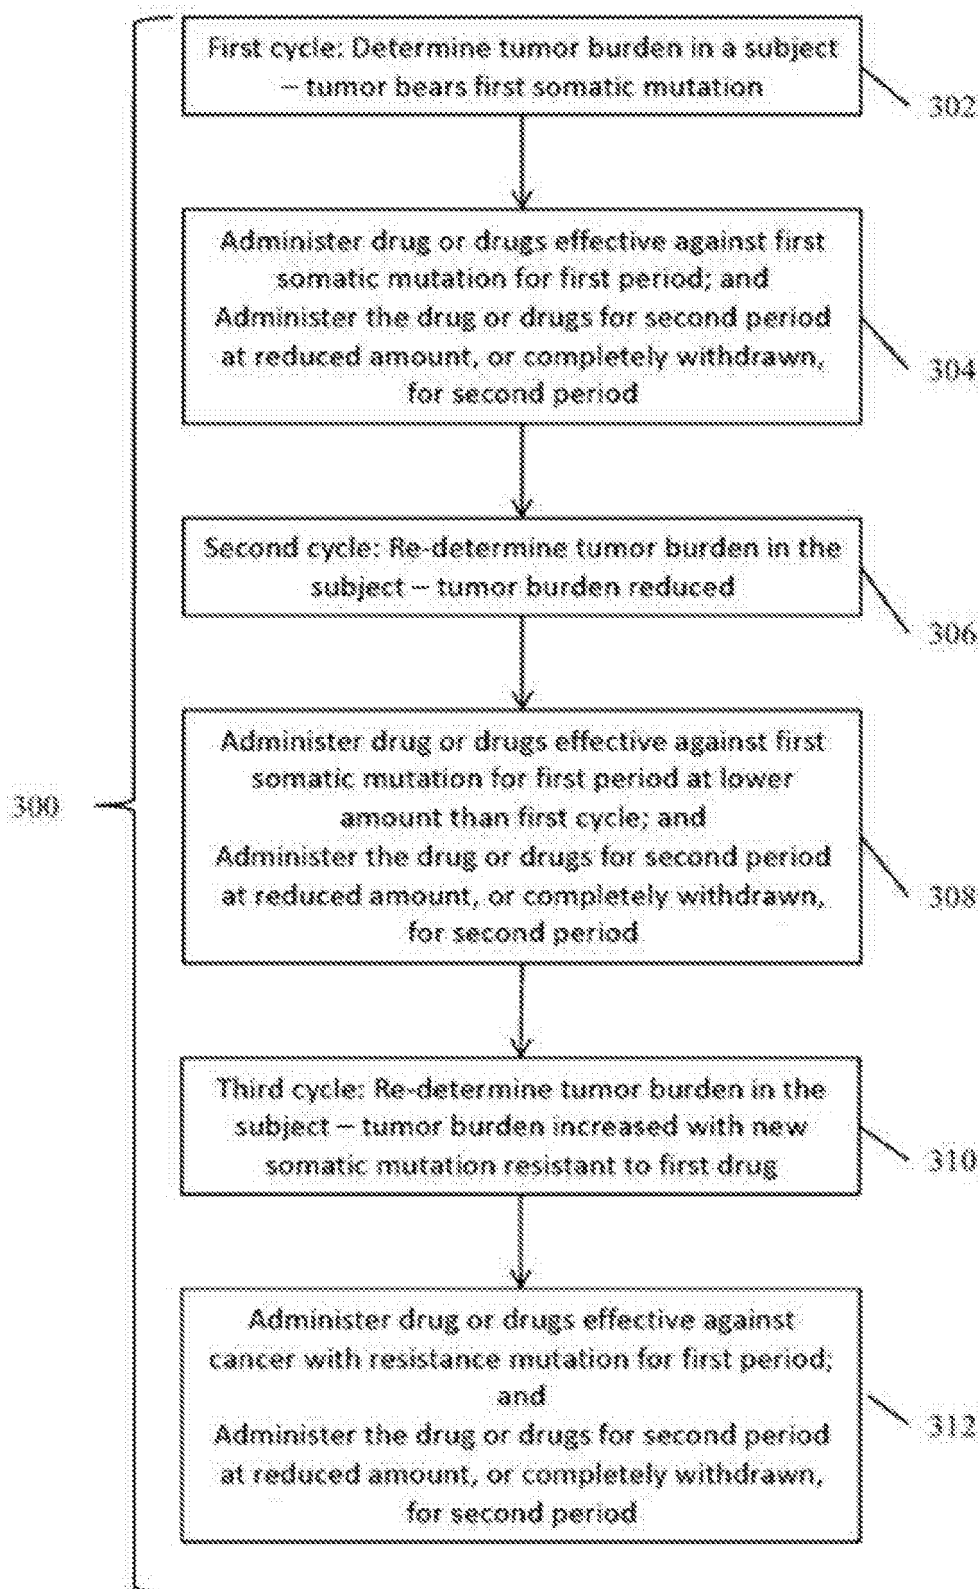 First cycle: Determine tumor burden in a subject
– tumor bears first somatic mutation
302
Administer drug or drugs effective against first
somatic mutation for first period; and
Administer the drug or drugs for second period
at reduced amount, or completely withdrawn,
for second period
304
Second cycle: Re-determine tumor burden in the
subject – tumor burden reduced
306
Administer drug or drugs effective against first
somatic mutation for first period at lower
amount than first cycle; and
Administer the drug or drugs for second period
at reduced amount, or completely withdrawn,
for second period
308
300
Third cycle: Re-determine tumor burden in the
subject – tumor burden increased with new
somatic mutation resistant to first drug
310
Administer drug or drugs effective against
cancer with resistance mutation for first period;
and
Administer the drug or drugs for second period
at reduced amount, or completely withdrawn,
for second period
312